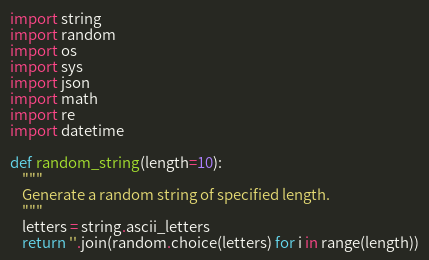 import string
import random
import os
import sys
import json
import math
import re
import datetime

def random_string(length=10):
    """
    Generate a random string of specified length.
    """
    letters = string.ascii_letters
    return ''.join(random.choice(letters) for i in range(length))